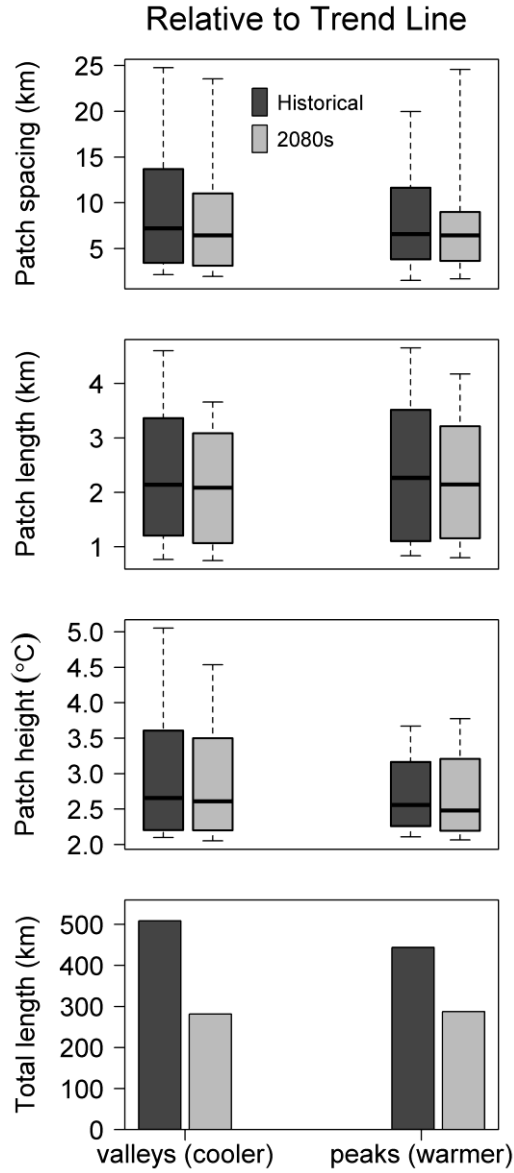 Relative to Trend Line
Patch spacing (km)
25
20
15
10
5
Historical
2080s
Patch length (km)
4
3
2
1
Patch height (°C)
5.0
4.5
4.0
3.5
3.0
2.5
2.0
Total length (km)
500
400
300
200
100
0
valleys (cooler)
peaks (warmer)